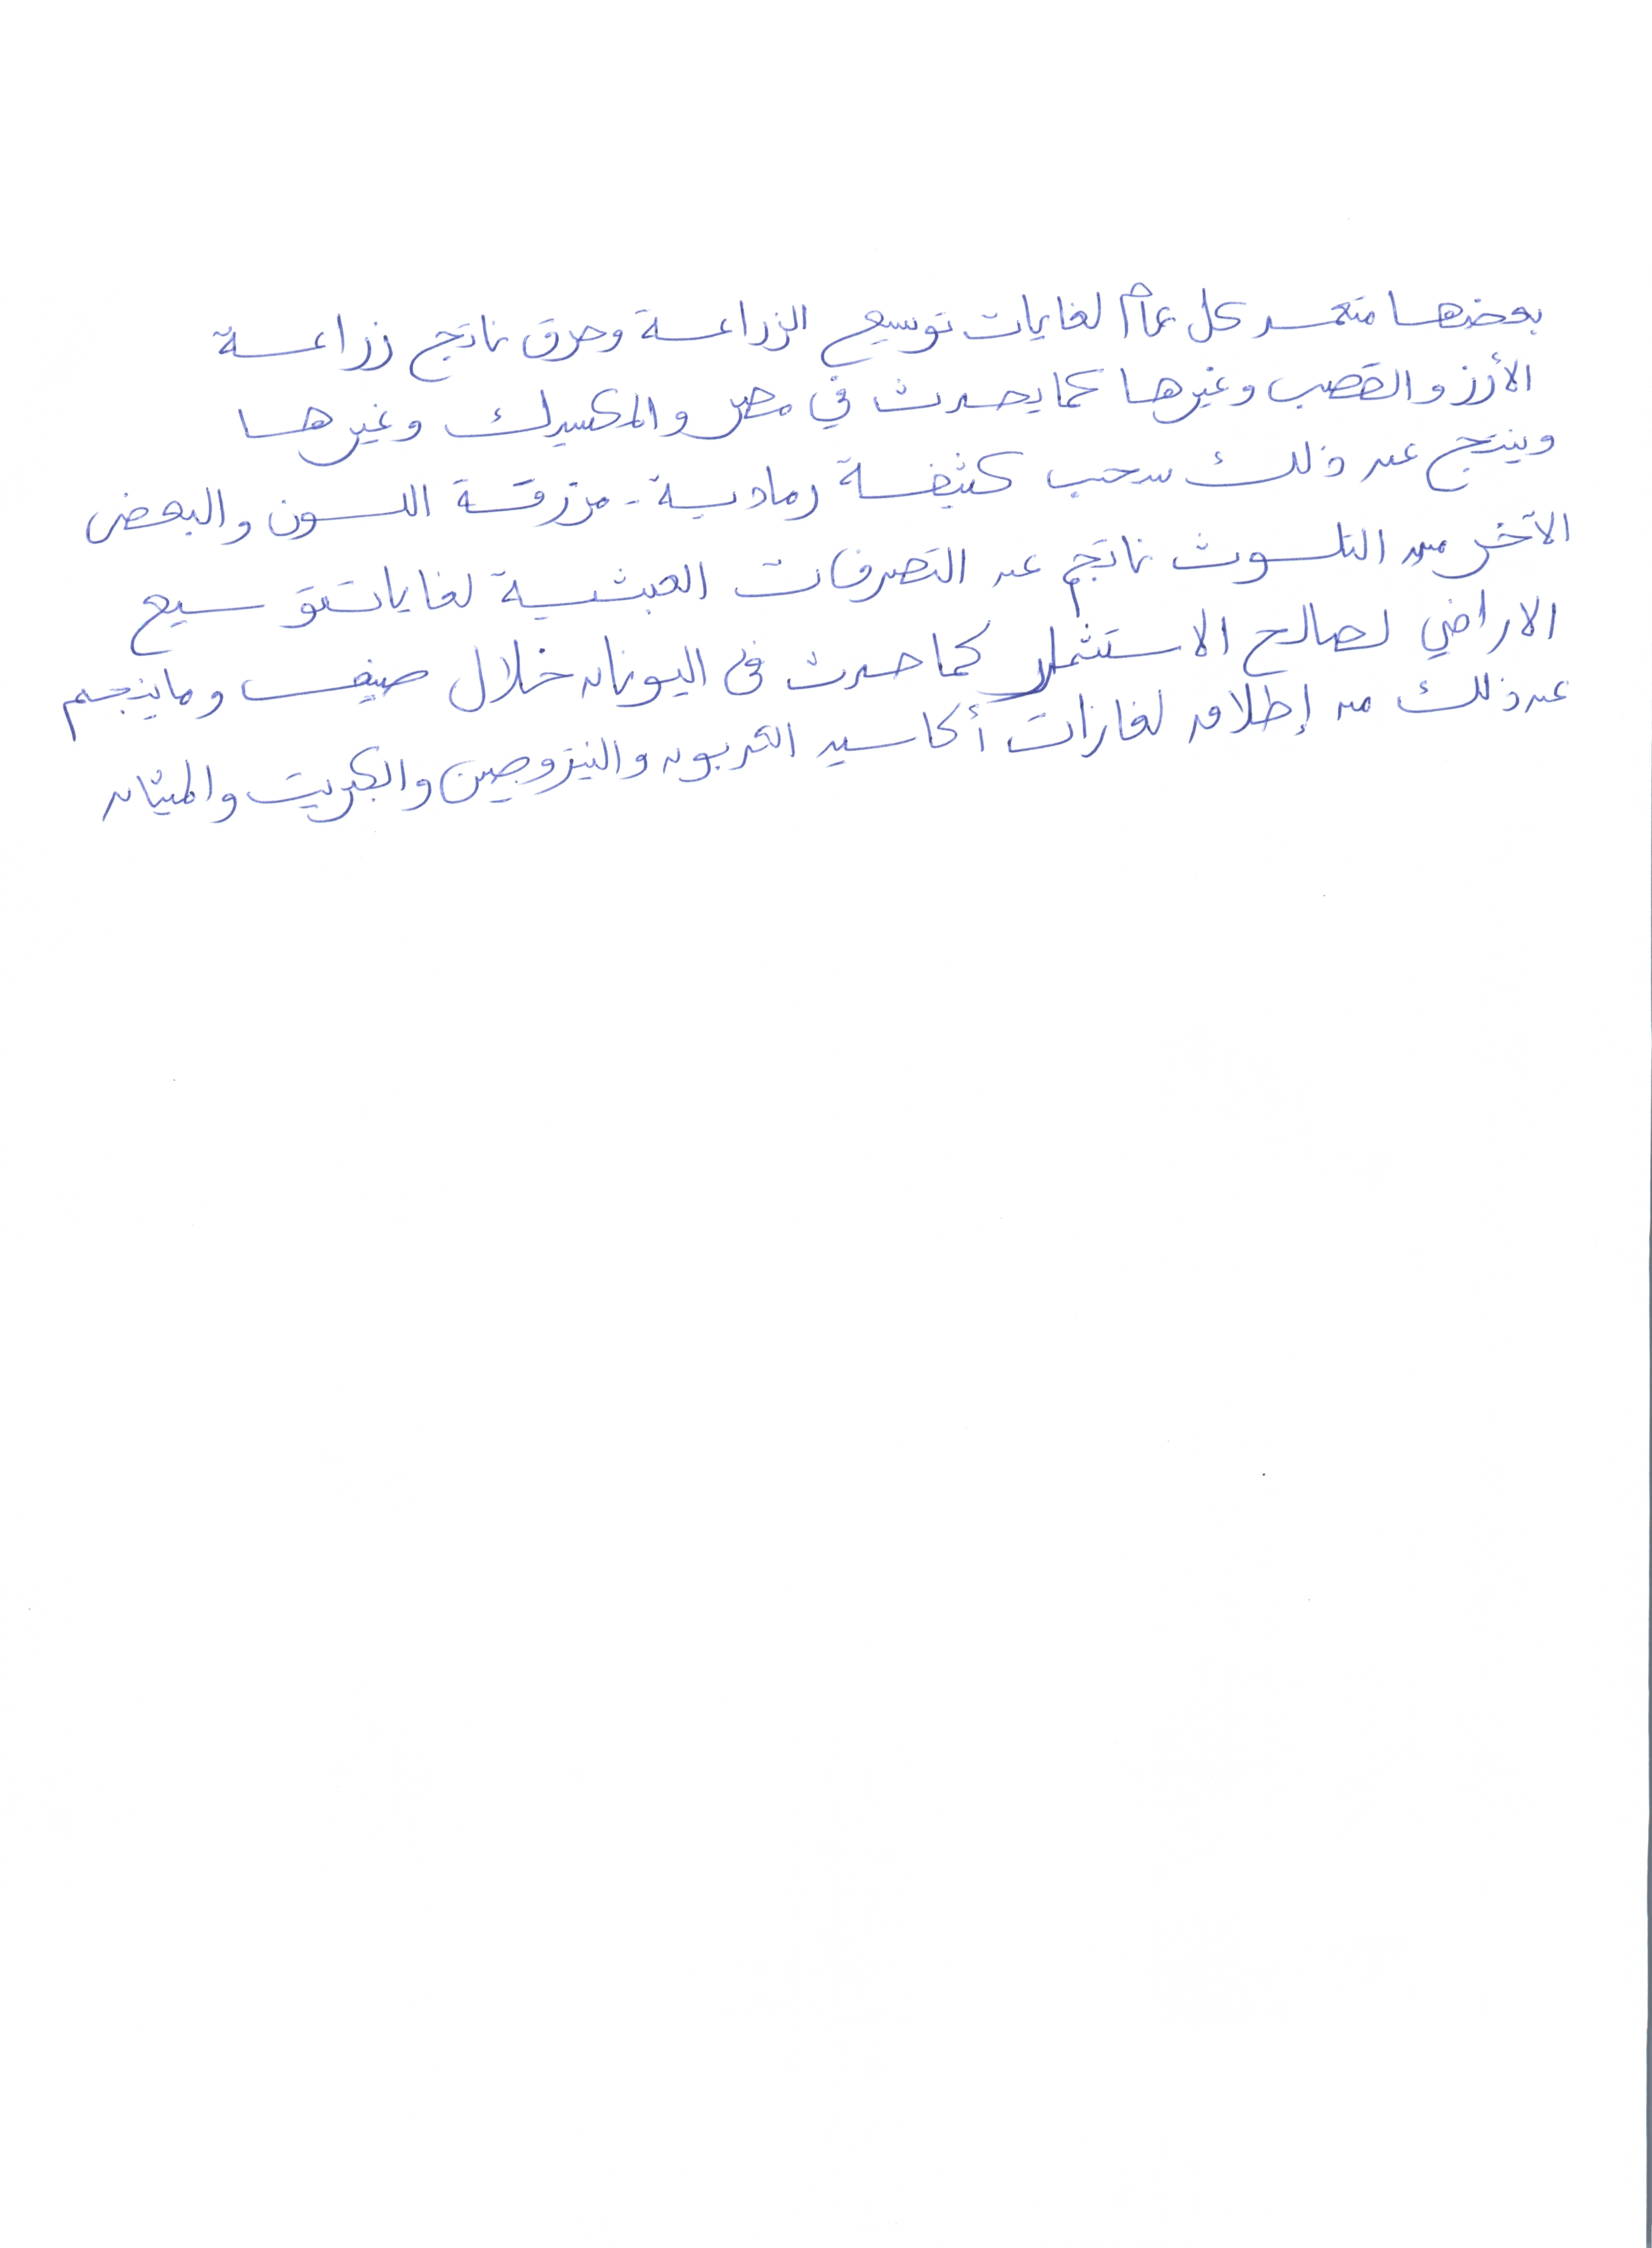 بعضها متعمد كل عام لغايات توسيع الزراعة وحرق ناتج زراعة
الأرز والقصب وغيرها كما يحدث في مصر والمكسيك وغيرها
وينتج عن ذلك سحب كثيفة رمادية - مزرقة اللون والبعض
الآخر من التلوث ناتج عن التصرفات العبثية لغايات توسيع
الاراضي لصالح الاستثمار كما حدث في اليونان خلال صيف وما ينجم
عن ذلك من إطلاق لغازات أكاسيد الكربون والنيتروجين والكبريت والميثان